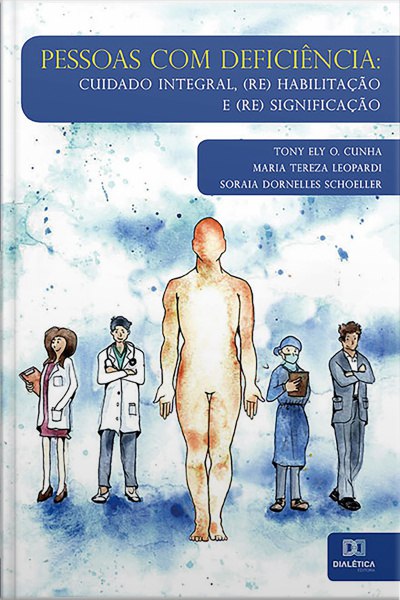 PESSOAS COM DEFICIÊNCIA:
CUIDADO INTEGRAL, (RE) HABILITAÇÃO
E (RE) SIGNIFICAÇÃO
TONY ELY O. CUNHA
MARIA TEREZA LEOPARDI
SORAIA DORNELLES SCHOELLER
DIALÉTICA
EDITORA